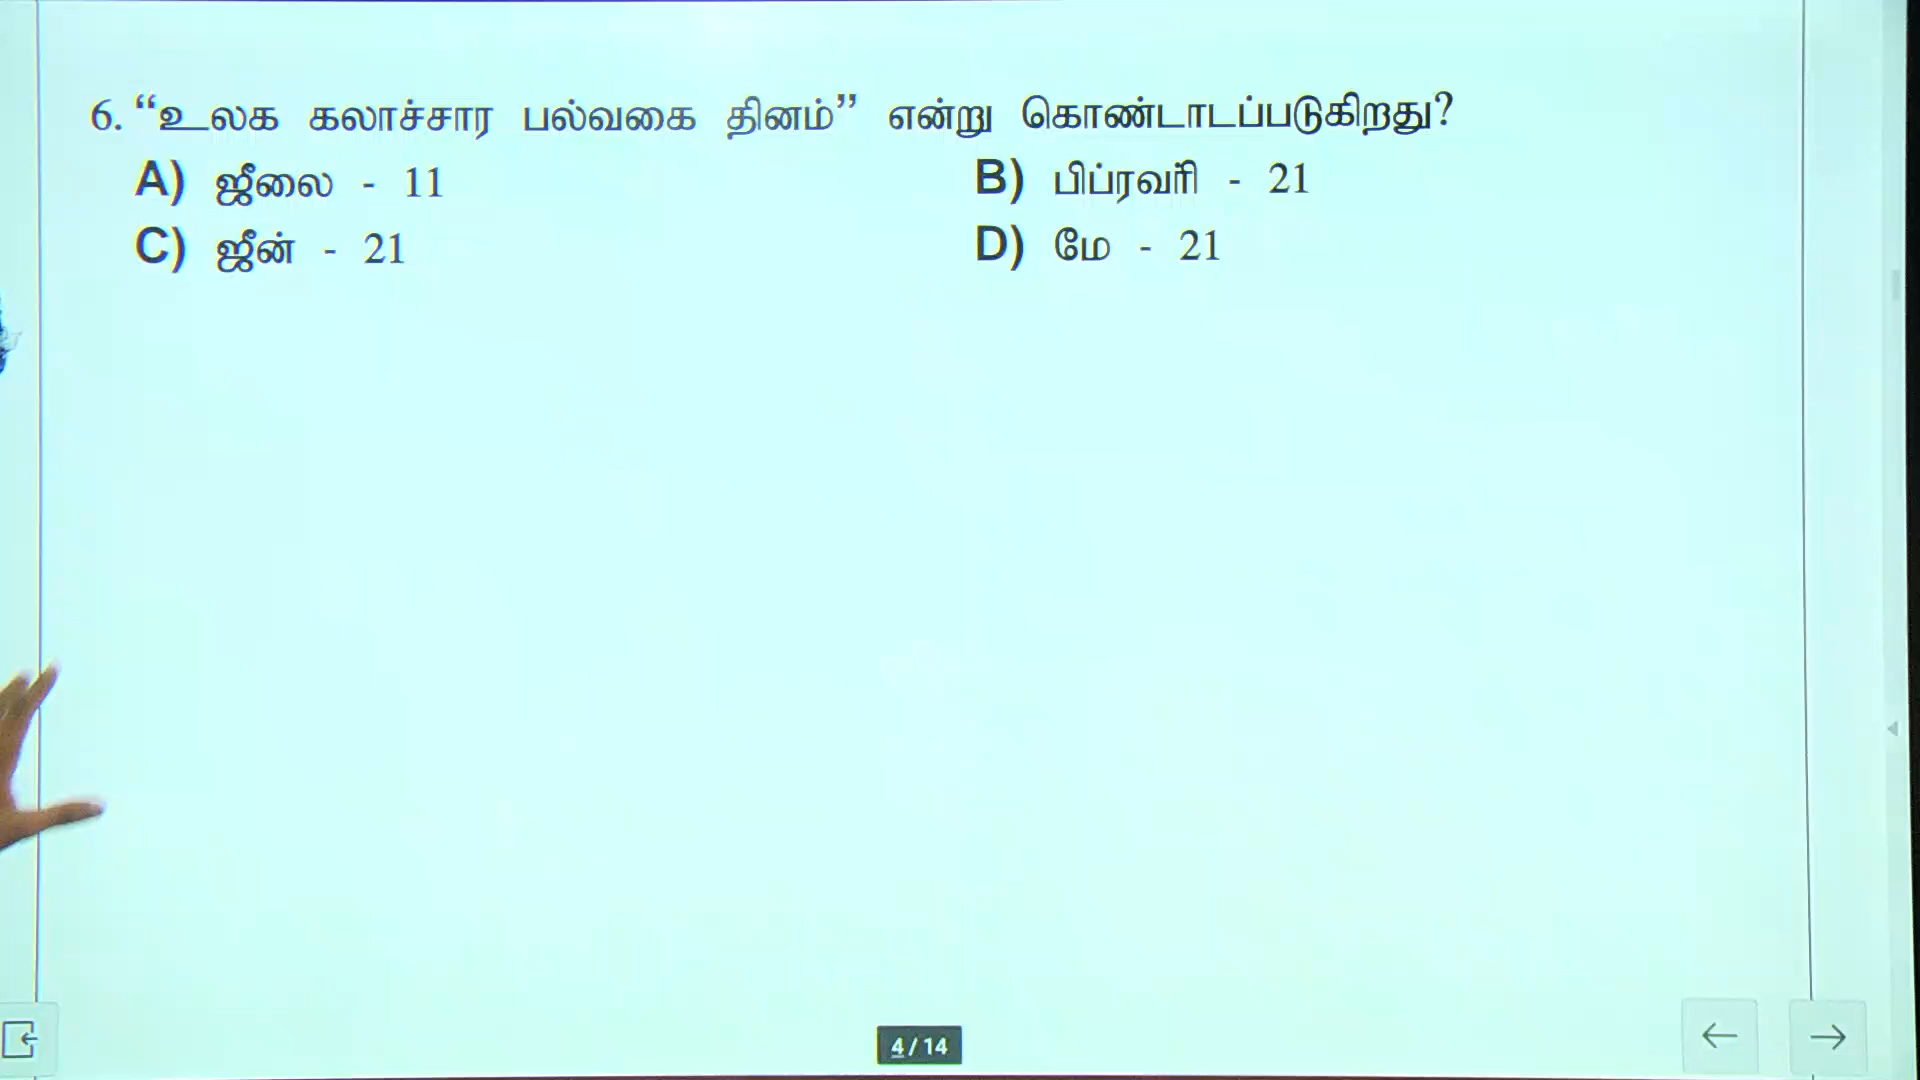 6. “உலக கலாச்சார பல்வகை தினம்” என்று கொண்டாடப்படுகிறது?
A) ஜீலை - 11 B) பிப்ரவரி - 21
C) ஜீன் - 21 D) மே - 21
4 / 14